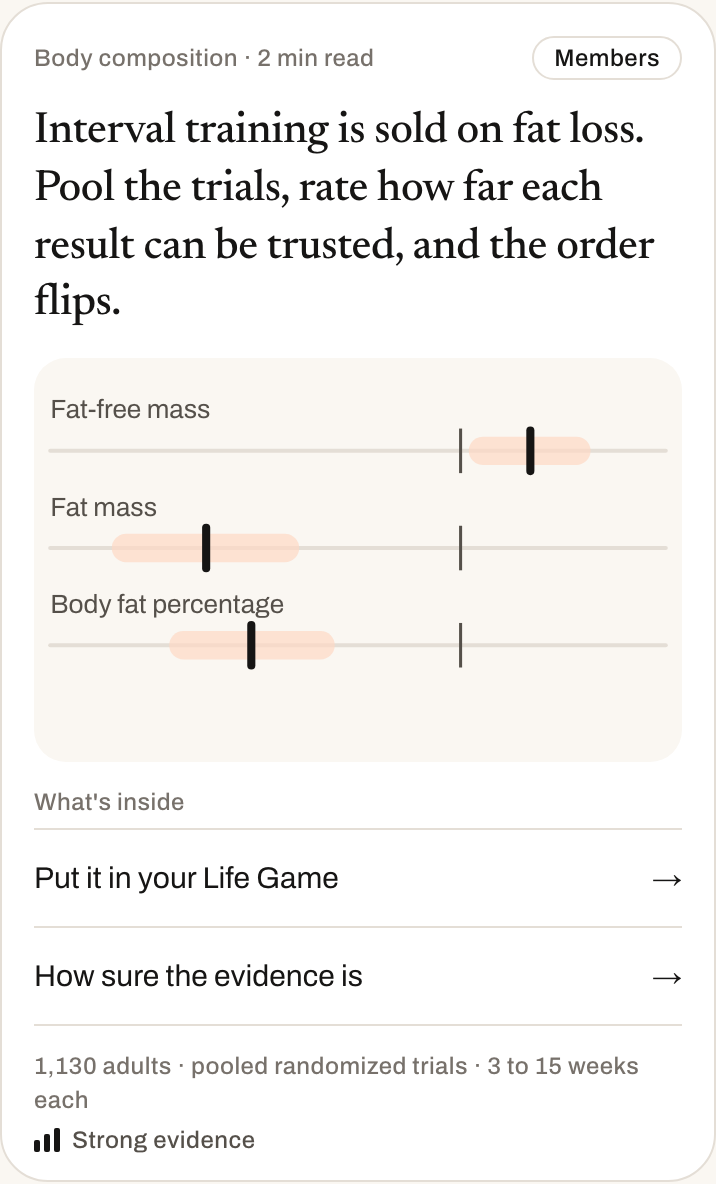 Body composition · 2 min read
Members
Interval training is sold on fat loss.
Pool the trials, rate how far each
result can be trusted, and the order
flips.
Fat-free mass
Fat mass
Body fat percentage
What's inside
Put it in your Life Game →
How sure the evidence is →
1,130 adults · pooled randomized trials · 3 to 15 weeks
each
Strong evidence